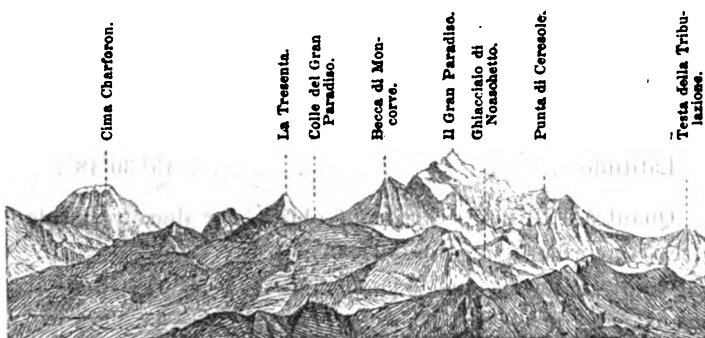 Cima Charforon.
La Tresenta.
Colle del Gran
Paradiso.
Becca di Mon-
corve.
Il Gran Paradiso.
Ghiacciaio di
Noaschetto.
Punta di Ceresole.
Testa della Tribu-
lazione.